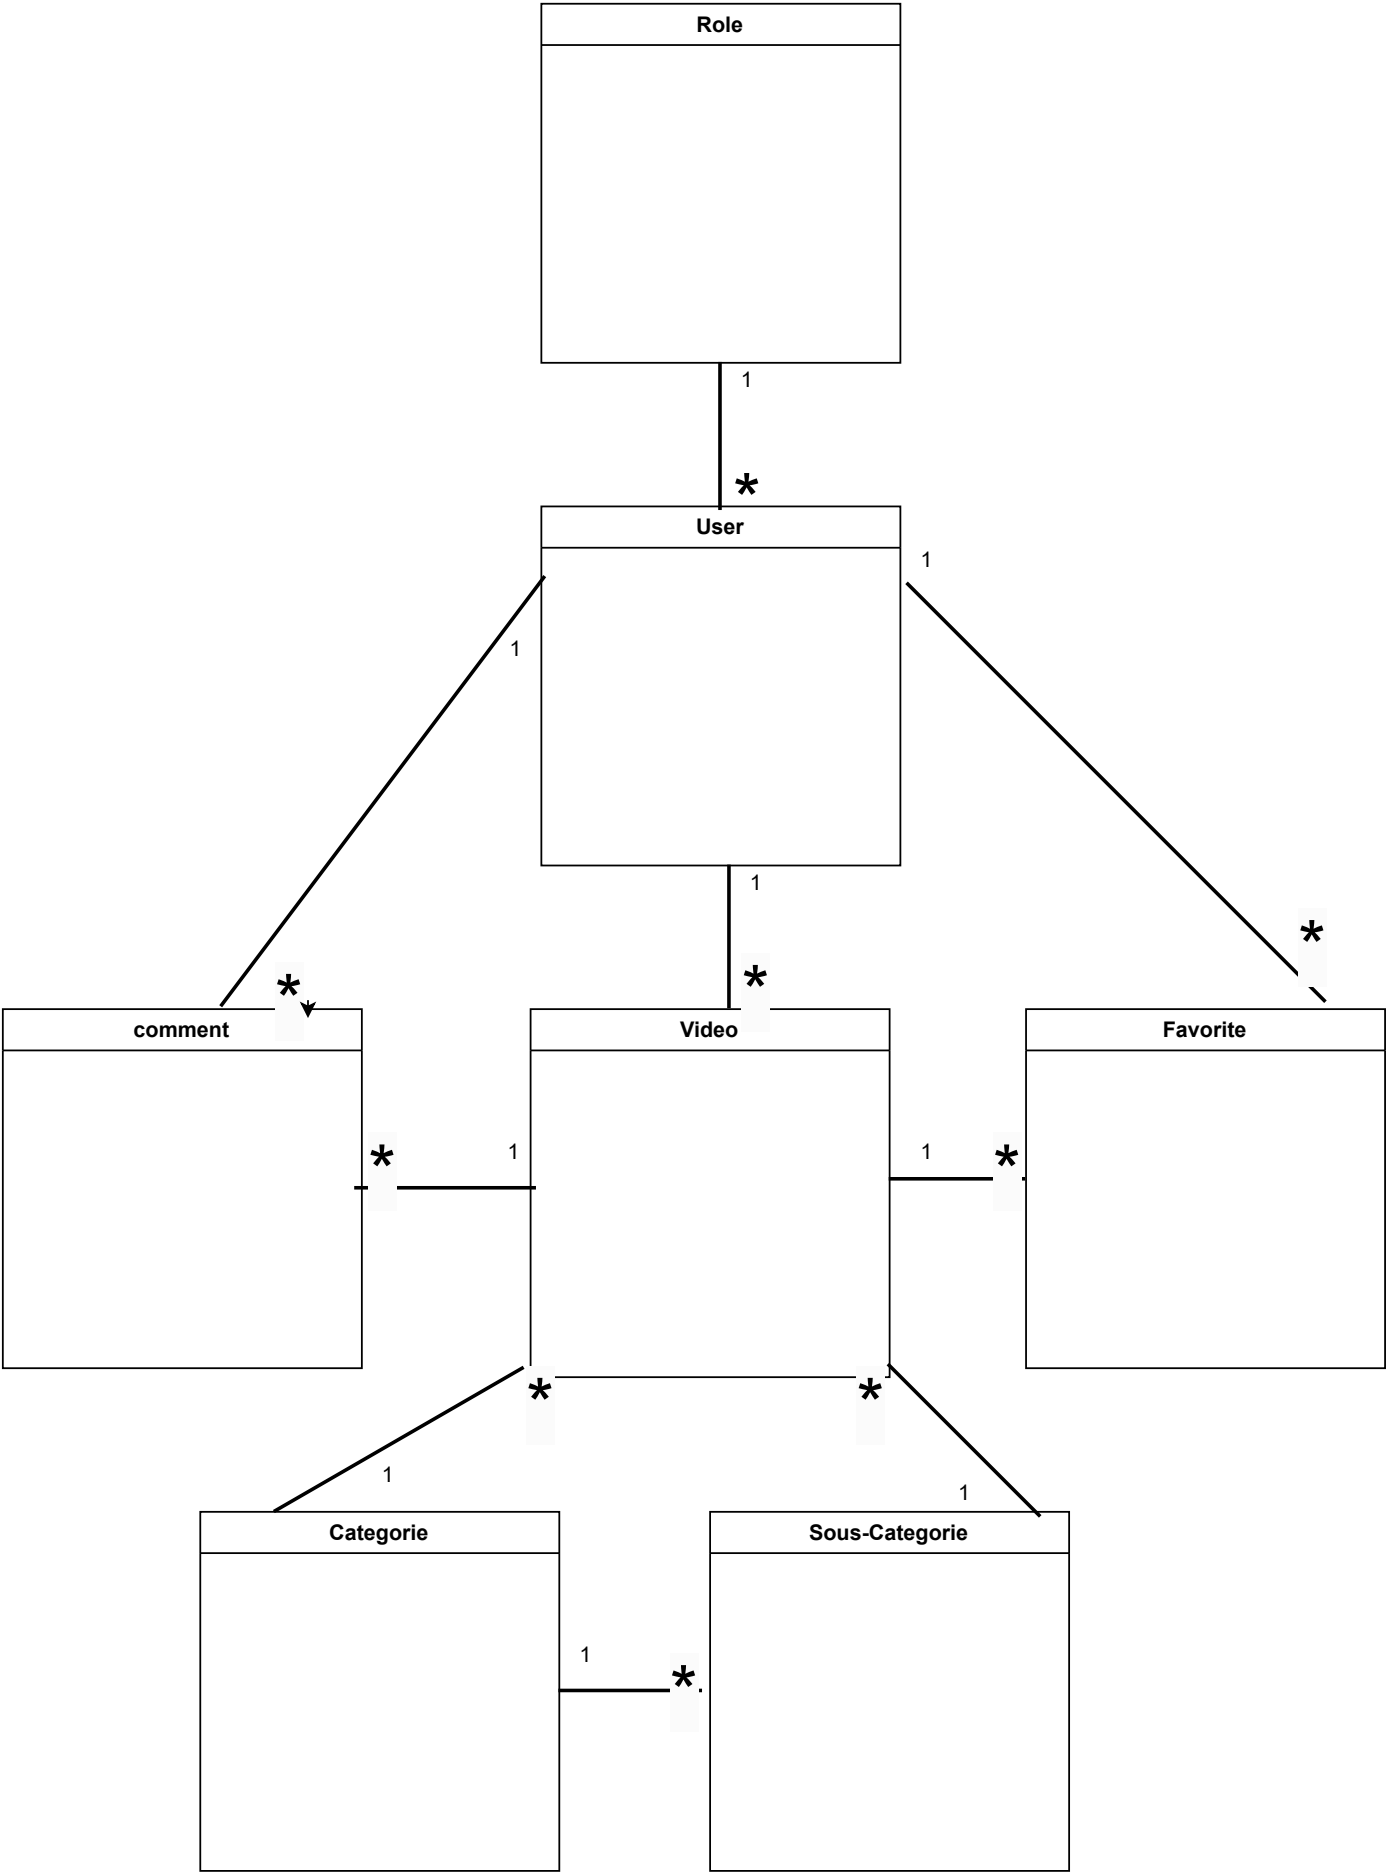 Role
1
*
User
1
1
1
*
*
*
comment
Video
Favorite
*
1
1
*
*
*
1
1
Categorie
Sous-Categorie
1
*